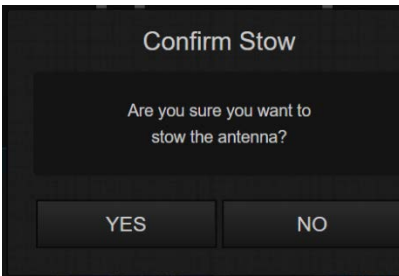 Confirm Stow
Are you sure you want to
stow the antenna?
YES
NO